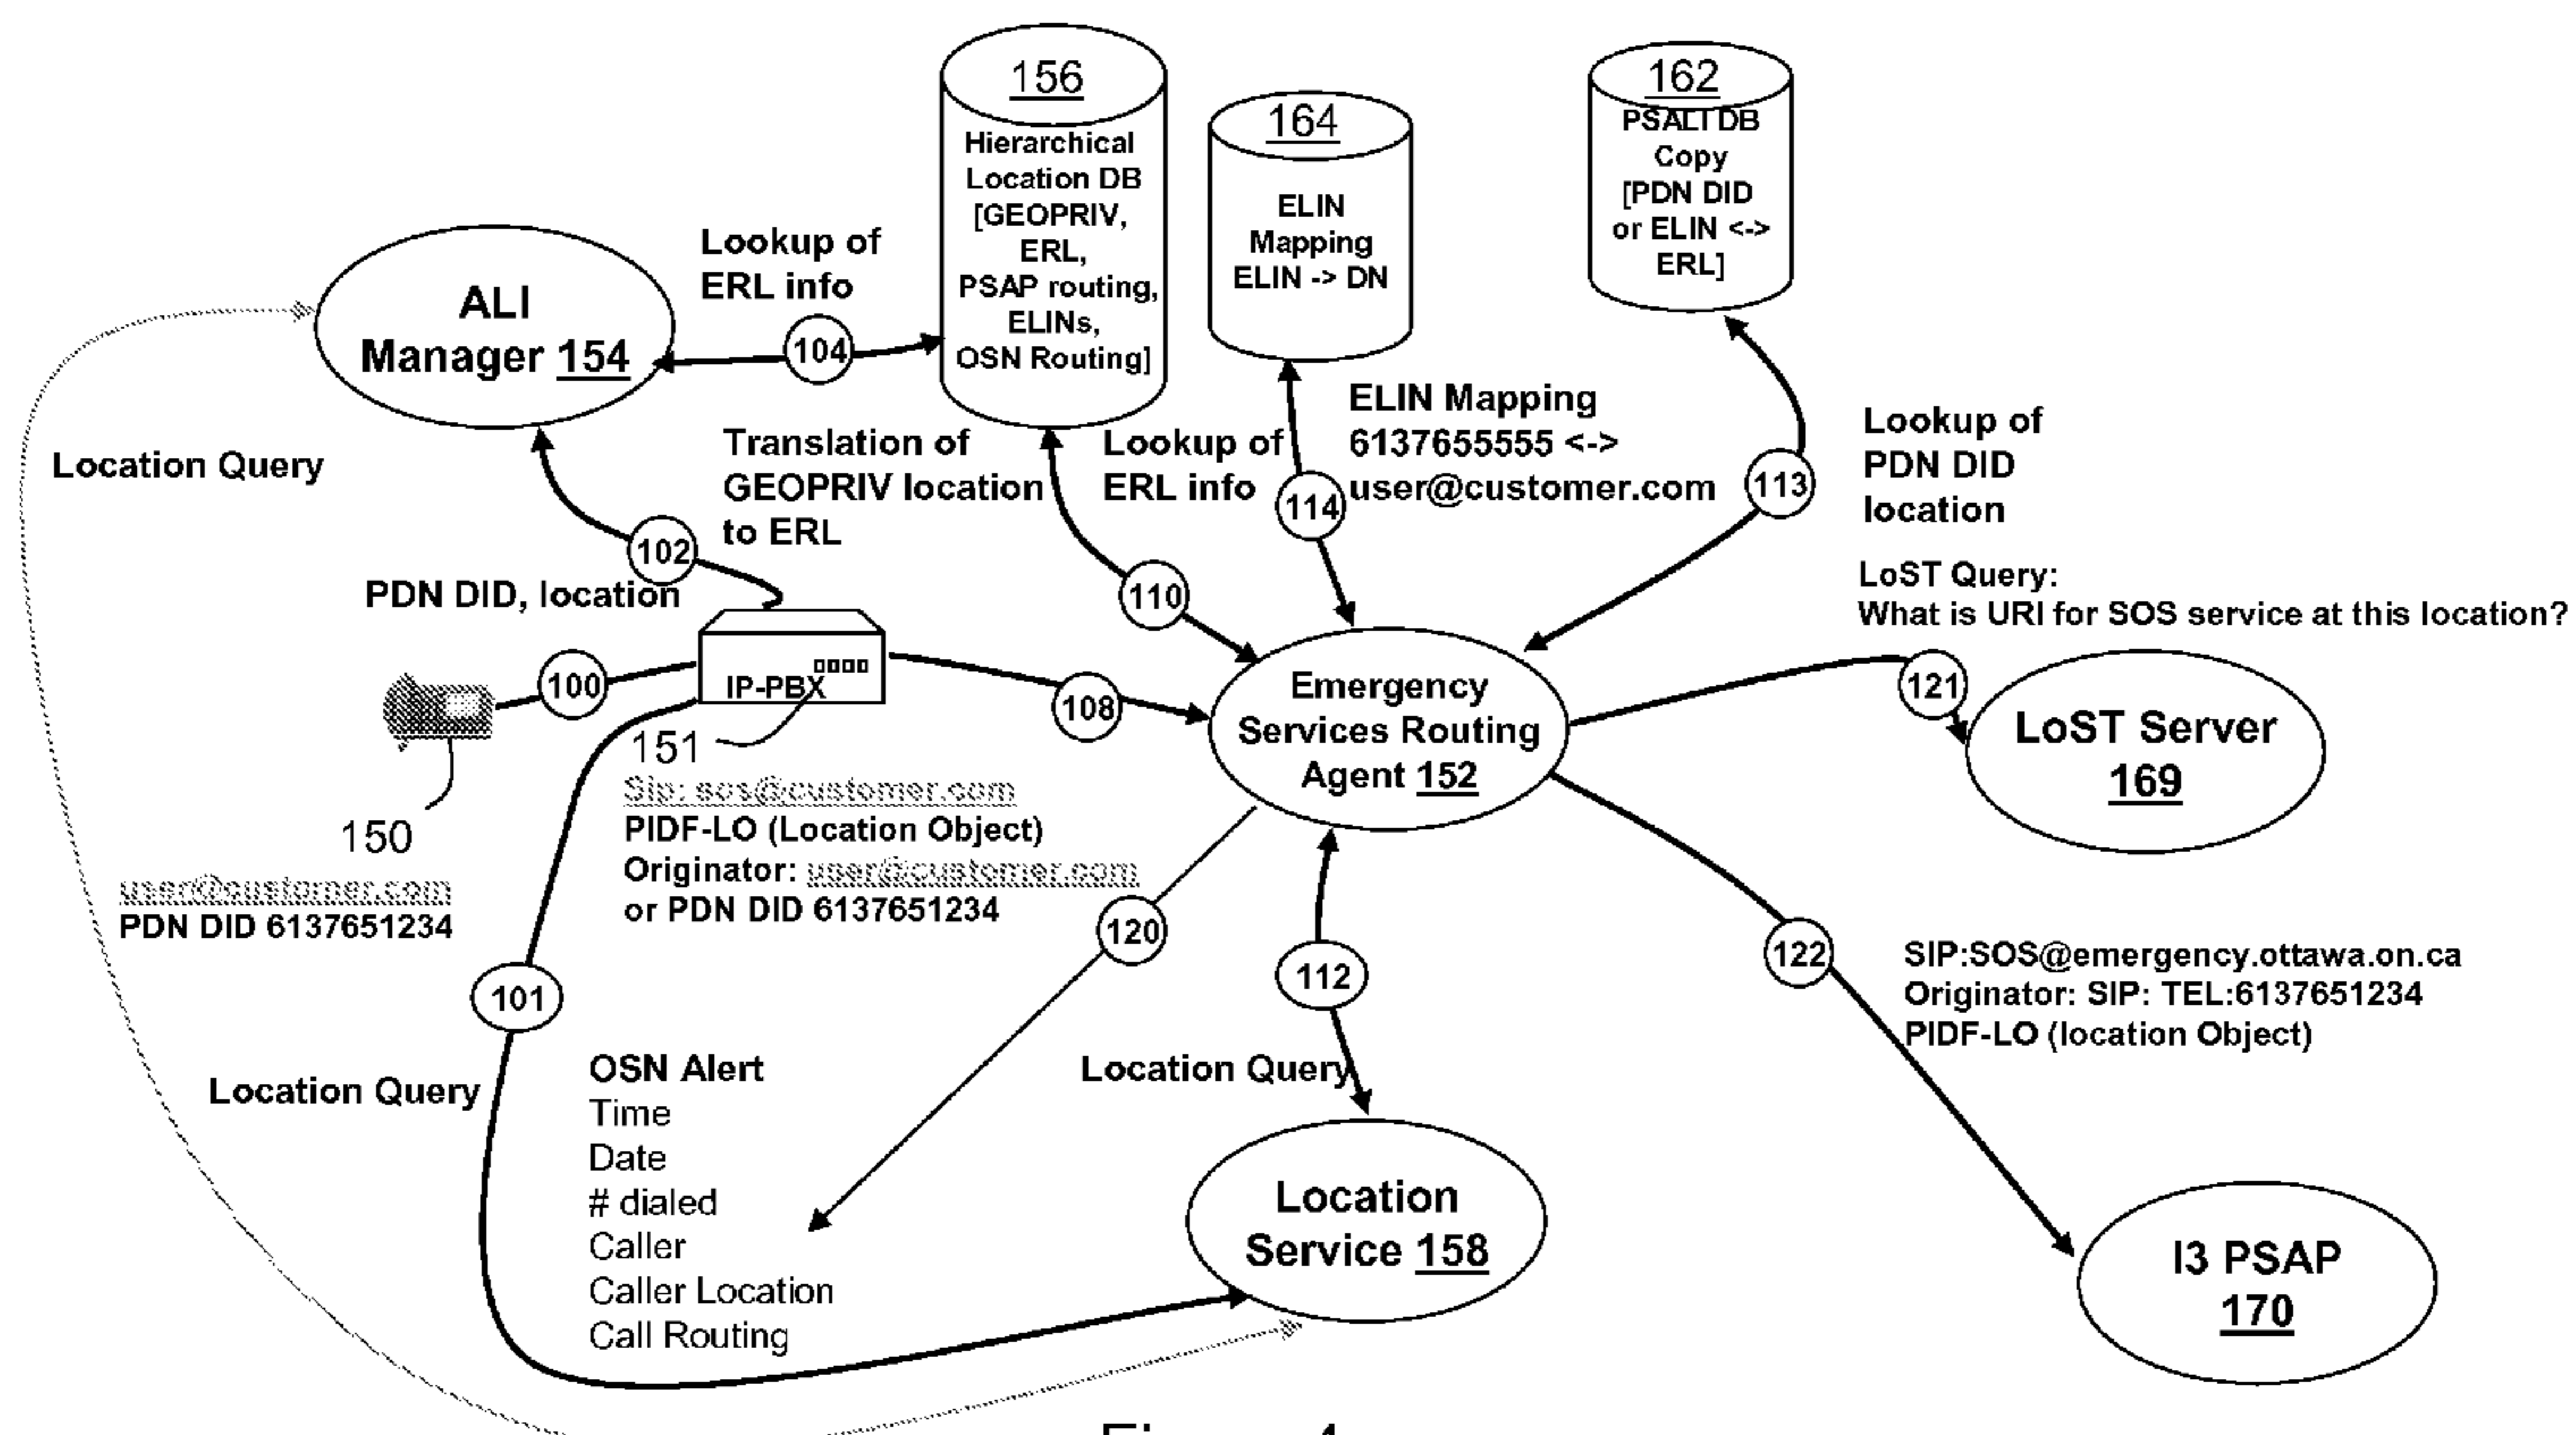 156
Hierarchical
Location DB
[GEOPRIV,
ERL,
PSAP routing,
ELINs,
OSN Routing]
164
ELIN
Mapping
ELIN -> DN
162
PSALI DB
Copy
[PDN DID
or ELIN <->
ERL]
ALI
Manager 154
Lookup of
ERL info
104
Location Query
Translation of
GEOPRIV location
to ERL
Lookup of
ERL info
ELIN Mapping
6137655555 <->
user@customer.com
114
113
Lookup of
PDN DID
location
102
PDN DID, location
110
LoST Query:
What is URI for SOS service at this location?
100
IP-PBX
151
108
Emergency
Services Routing
Agent 152
121
LoST Server
169
150
user@customer.com
PDN DID 6137651234
Sip: sos@customer.com
PIDF-LO (Location Object)
Originator: user@customer.com
or PDN DID 6137651234
120
112
122
SIP:SOS@emergency.ottawa.on.ca
Originator: SIP: TEL:6137651234
PIDF-LO (location Object)
101
Location Query
OSN Alert
Time
Date
# dialed
Caller
Caller Location
Call Routing
Location Query
Location
Service 158
I3 PSAP
170